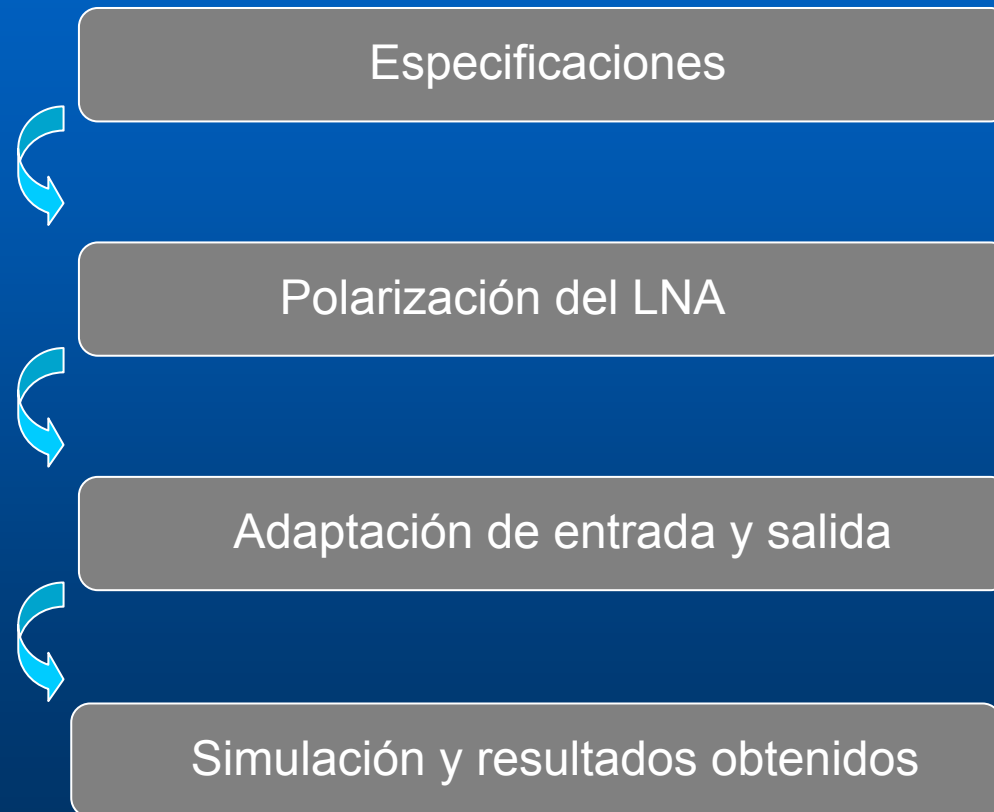 Especificaciones
Polarización del LNA
Adaptación de entrada y salida
Simulación y resultados obtenidos